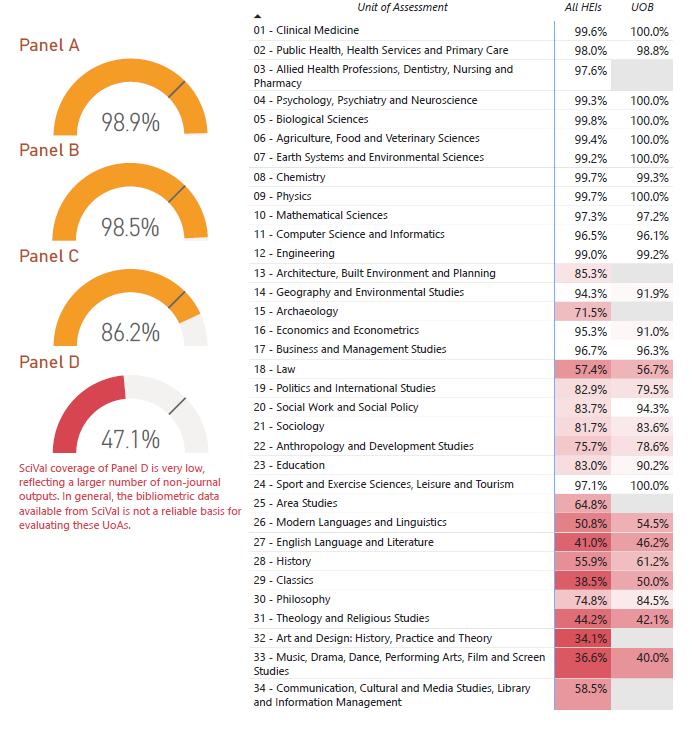 Panel A
98.9%
Panel B
98.5%
Panel C
86.2%
Panel D
47.1%
SciVal coverage of Panel D is very low,
reflecting a larger number of non-journal
outputs. In general, the bibliometric data
available from SciVal is not a reliable basis for
evaluating these UoAs.
Unit of Assessment All HEIs UOB
01 - Clinical Medicine 99.6% 100.0%
02 - Public Health, Health Services and Primary Care 98.0% 98.8%
03 - Allied Health Professions, Dentistry, Nursing and 97.6%
Pharmacy
04 - Psychology, Psychiatry and Neuroscience 99.3% 100.0%
05 - Biological Sciences 99.8% 100.0%
06 - Agriculture, Food and Veterinary Sciences 99.4% 100.0%
07 - Earth Systems and Environmental Sciences 99.2% 100.0%
08 - Chemistry 99.7% 99.3%
09 - Physics 99.7% 100.0%
10 - Mathematical Sciences 97.3% 97.2%
11 - Computer Science and Informatics 96.5% 96.1%
12 - Engineering 99.0% 99.2%
13 - Architecture, Built Environment and Planning 85.3%
14 - Geography and Environmental Studies 94.3% 91.9%
15 - Archaeology 71.5%
16 - Economics and Econometrics 95.3% 91.0%
17 - Business and Management Studies 96.7% 96.3%
18 - Law 57.4% 56.7%
19 - Politics and International Studies 82.9% 79.5%
20 - Social Work and Social Policy 83.7% 94.3%
21 - Sociology 81.7% 83.6%
22 - Anthropology and Development Studies 75.7% 78.6%
23 - Education 83.0% 90.2%
24 - Sport and Exercise Sciences, Leisure and Tourism 97.1% 100.0%
25 - Area Studies 64.8%
26 - Modern Languages and Linguistics 50.8% 54.5%
27 - English Language and Literature 41.0% 46.2%
28 - History 55.9% 61.2%
29 - Classics 38.5% 50.0%
30 - Philosophy 74.8% 84.5%
31 - Theology and Religious Studies 44.2% 42.1%
32 - Art and Design: History, Practice and Theory 34.1%
33 - Music, Drama, Dance, Performing Arts, Film and Screen 36.6% 40.0%
Studies
34 - Communication, Cultural and Media Studies, Library 58.5%
and Information Management